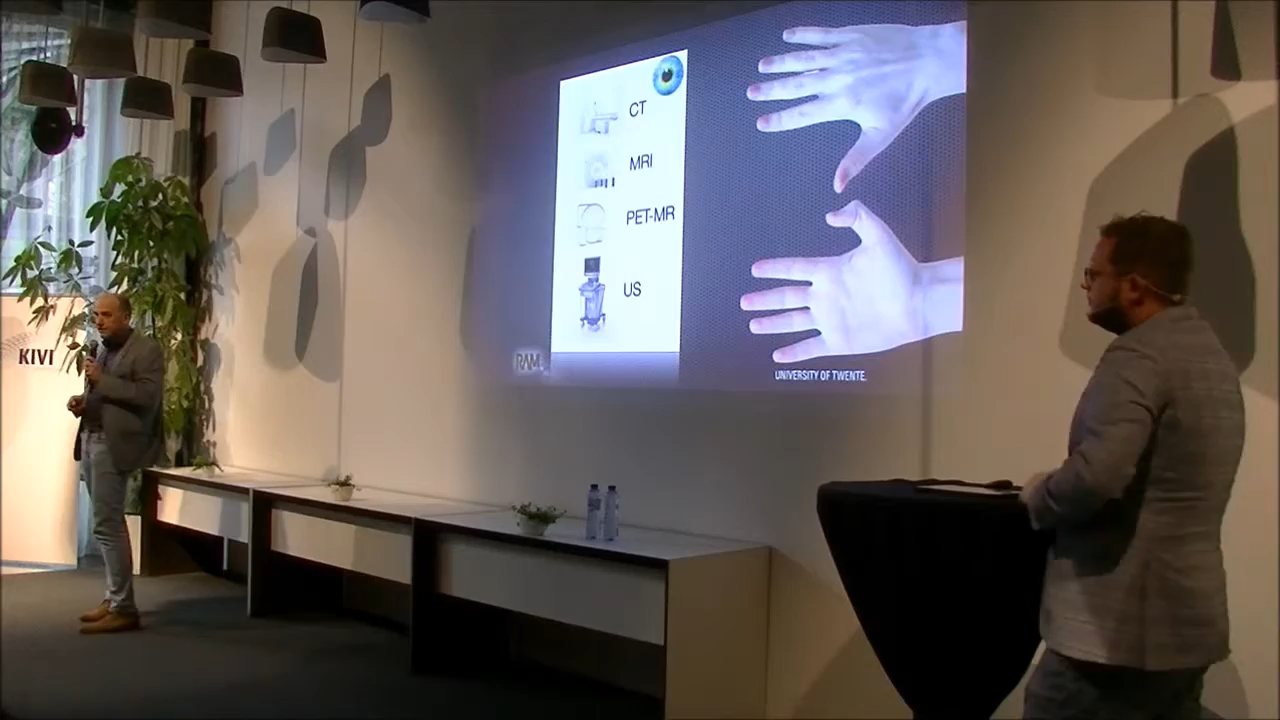 KIVI
CT
MRI
PET-MR
US
RAM
UNIVERSITY OF TWENTE.